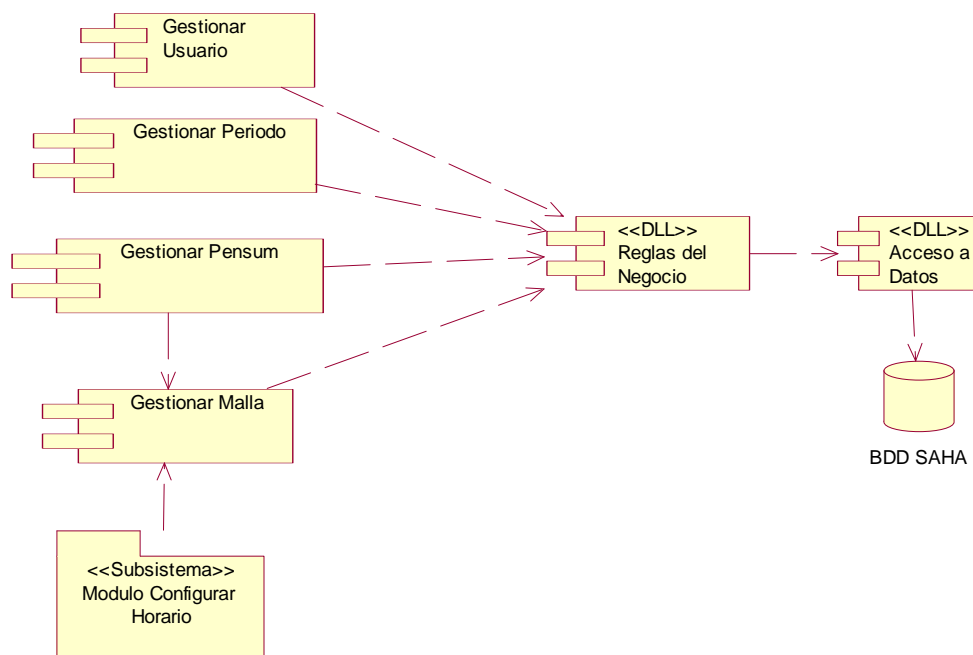 Gestionar
Usuario
Gestionar Periodo
Gestionar Pensum
Gestionar Malla
<<Subsistema>>
Modulo Configurar
Horario
<<DLL>>
Reglas del
Negocio
<<DLL>>
Acceso a
Datos
BDD SAHA